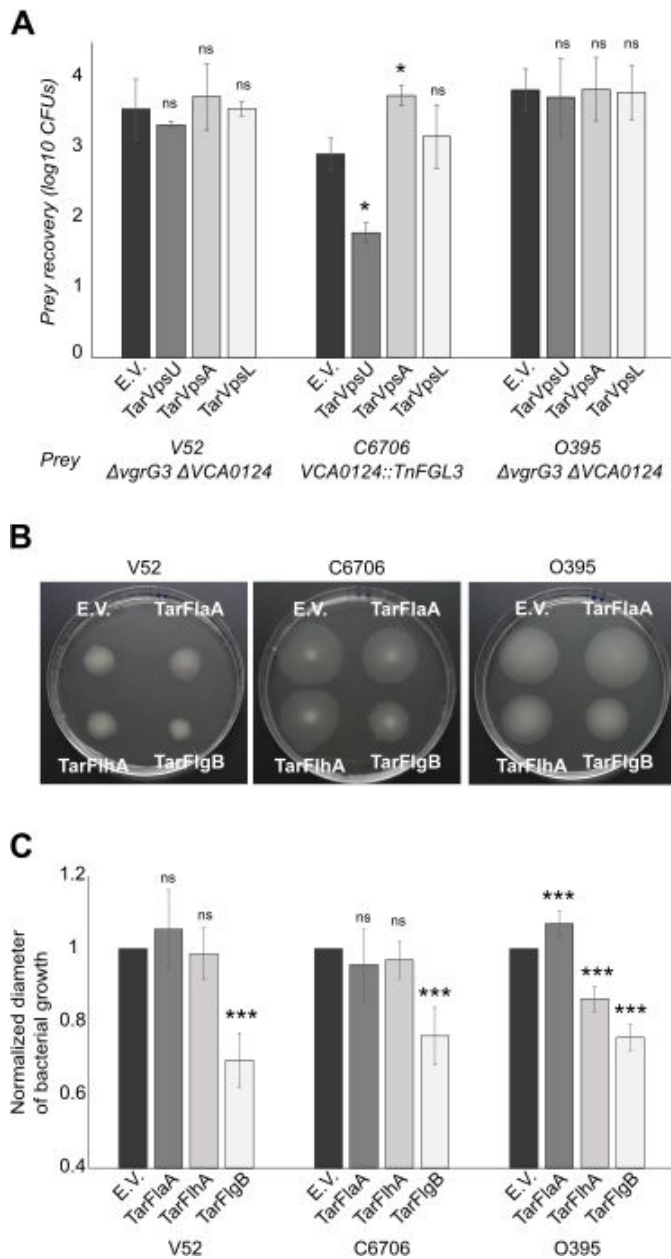 A
Prey recovery (log10 CFUs)
4
3
2
1
0
ns
ns
ns
*
*
ns
ns
ns
ns
E.V.
TarVpsU
TarVpsA
TarVpsL
E.V.
TarVpsU
TarVpsA
TarVpsL
E.V.
TarVpsU
TarVpsA
TarVpsL
Prey
V52
ΔvgrG3 ΔVCA0124
C6706
VCA0124::TnFGL3
O395
ΔvgrG3 ΔVCA0124
B
V52
C6706
O395
E.V. TarFlaA
TarFlhA TarFlgB
E.V. TarFlaA
TarFlhA TarFlgB
E.V. TarFlaA
TarFlhA TarFlgB
C
Normalized diameter
of bacterial growth
1.2
1
0.8
0.6
0.4
ns
ns
***
ns
ns
***
***
***
***
E.V.
TarFlaA
TarFlhA
TarFlgB
E.V.
TarFlaA
TarFlhA
TarFlgB
E.V.
TarFlaA
TarFlhA
TarFlgB
V52
C6706
O395